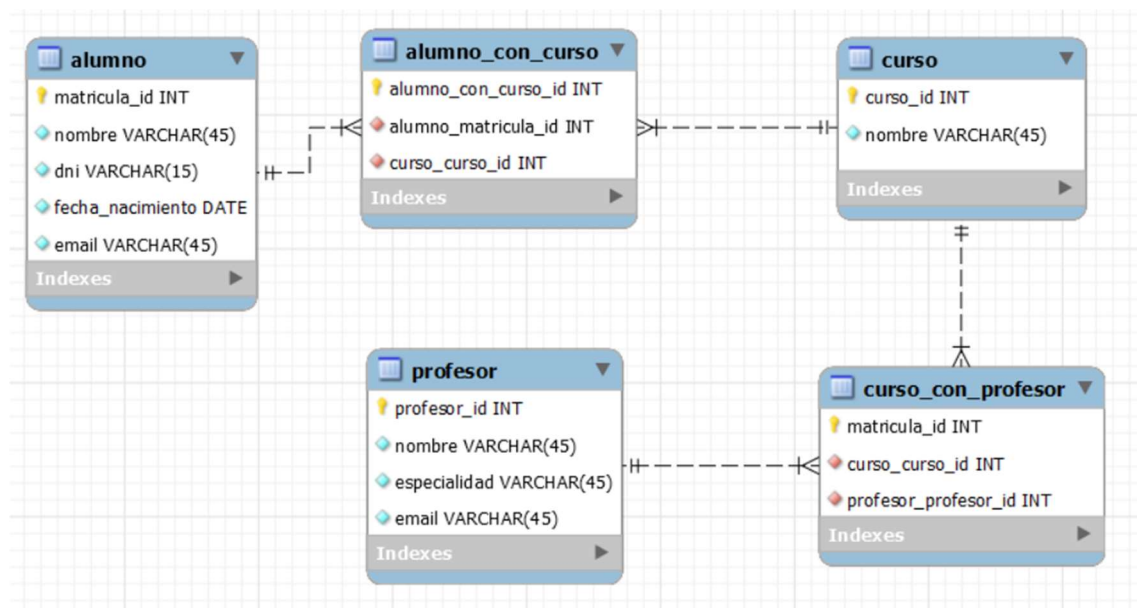 alumno
matricula_id INT
nombre VARCHAR(45)
dni VARCHAR(15)
fecha_nacimiento DATE
email VARCHAR(45)
Indexes
alumno_con_curso
alumno_con_curso_id INT
alumno_matricula_id INT
curso_curso_id INT
Indexes
curso
curso_id INT
nombre VARCHAR(45)
Indexes
profesor
profesor_id INT
nombre VARCHAR(45)
especialidad VARCHAR(45)
email VARCHAR(45)
Indexes
curso_con_profesor
matricula_id INT
curso_curso_id INT
profesor_profesor_id INT
Indexes